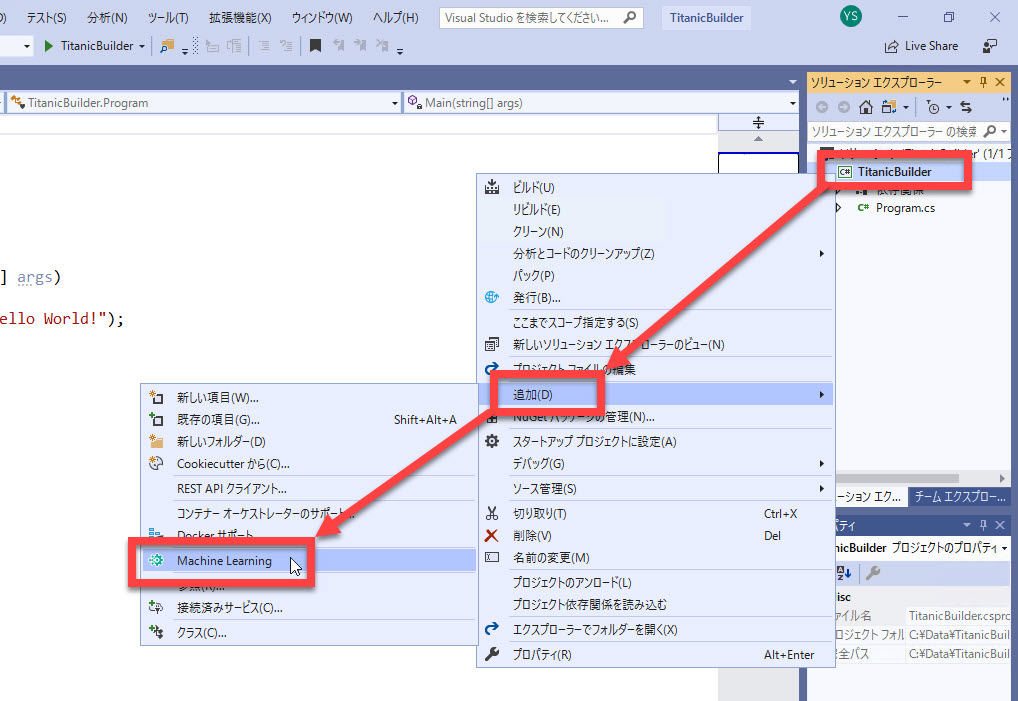 テスト(S) 分析(N) ツール(T) 拡張機能(X) ウィンドウ(W) ヘルプ(H) Visual Studio を検索してください... TitanicBuilder YS
TitanicBuilder Live Share
TitanicBuilder.Program Main(string[] args)
] args)
ello World!");
ソリューション エクスプローラー
ソリューション エクスプローラー の検索
TitanicBuilder
依存関係
Program.cs
ビルド(U)
リビルド(E)
クリーン(N)
分析とコードのクリーンアップ(Z)
パック(P)
発行(B)...
ここまでスコープ指定する(S)
新しいソリューション エクスプローラーのビュー(N)
プロジェクト ファイルの編集
追加(D)
NuGet パッケージの管理(N)...
スタートアップ プロジェクトに設定(A)
デバッグ(G)
ソース管理(S)
切り取り(T) Ctrl+X
削除(V) Del
名前の変更(M)
プロジェクトのアンロード(L)
プロジェクト依存関係を読み込む
エクスプローラーでフォルダーを開く(X)
プロパティ(R) Alt+Enter
新しい項目(W)...
既存の項目(G)... Shift+Alt+A
新しいフォルダー(D)
Cookiecutter から(C)...
REST API クライアント...
コンテナー オーケストレーターのサポート...
Docker サポート...
Machine Learning
参照(R)...
接続済みサービス(C)...
クラス(C)...
ーション エク... チーム エクスプロー...
パティ
nicBuilder プロジェクトのプロパティ
isc
ァイル名 TitanicBuilder.csprc
ロジェクト フォル C:¥Data¥TitanicBuil
全パス C:¥Data¥TitanicBuil